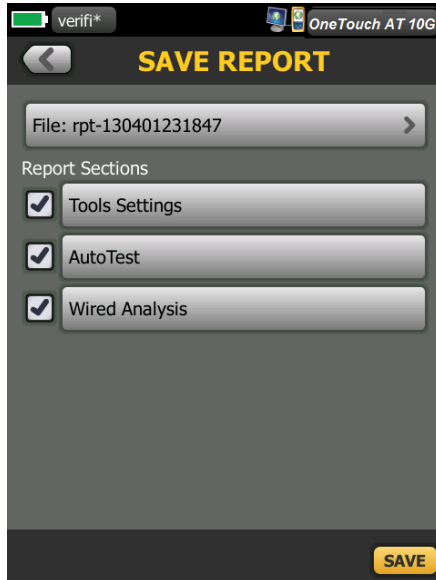 verifi*
OneTouch AT 10G
SAVE REPORT
File: rpt-130401231847
Report Sections
Tools Settings
AutoTest
Wired Analysis
SAVE